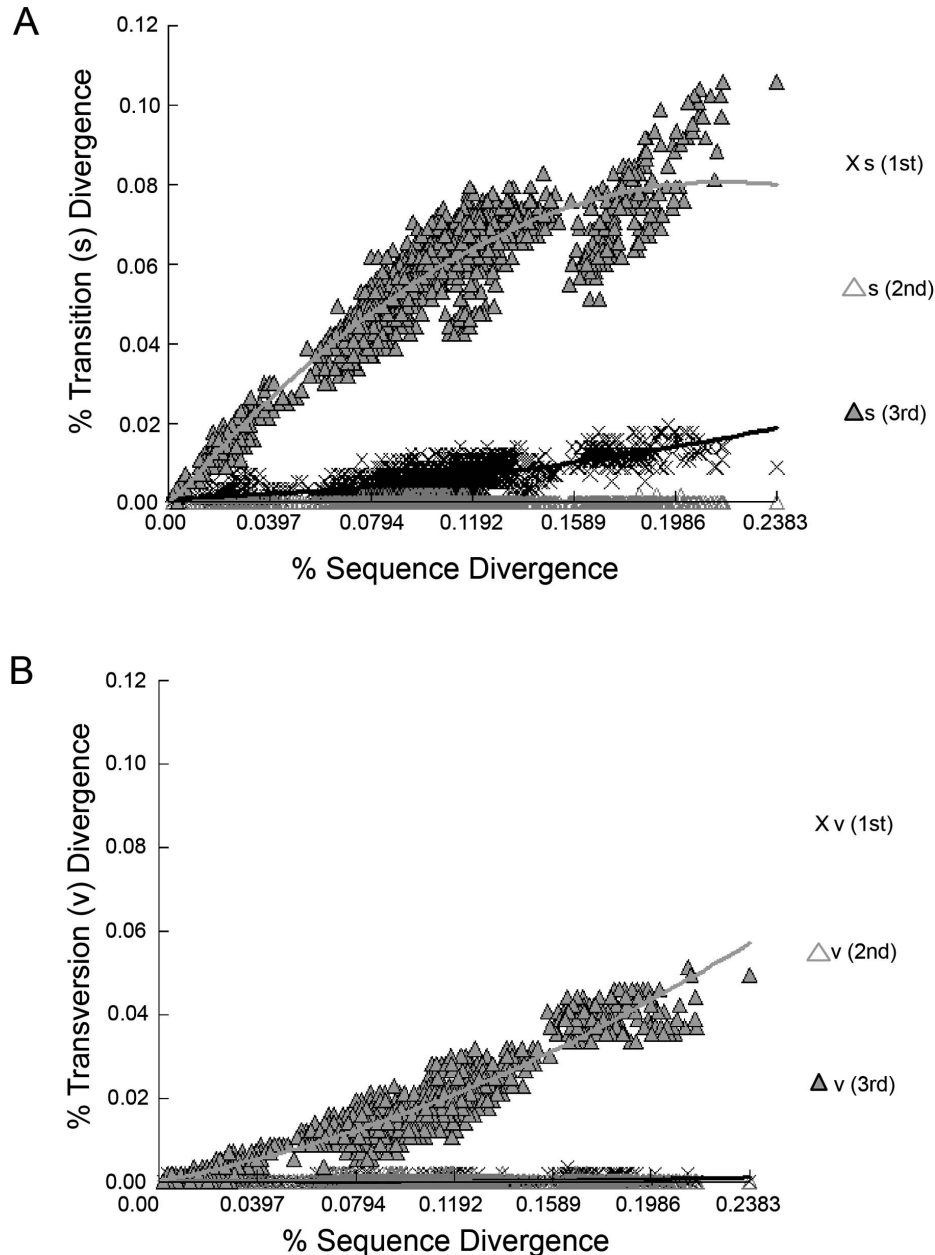 A
% Transition (s) Divergence
0.12
0.10
0.08
0.06
0.04
0.02
0.00
0.00 0.0397 0.0794 0.1192 0.1589 0.1986 0.2383
% Sequence Divergence
X s (1st)
s (2nd)
s (3rd)
B
% Transversion (v) Divergence
0.12
0.10
0.08
0.06
0.04
0.02
0.00
0.00 0.0397 0.0794 0.1192 0.1589 0.1986 0.2383
% Sequence Divergence
X v (1st)
v (2nd)
v (3rd)